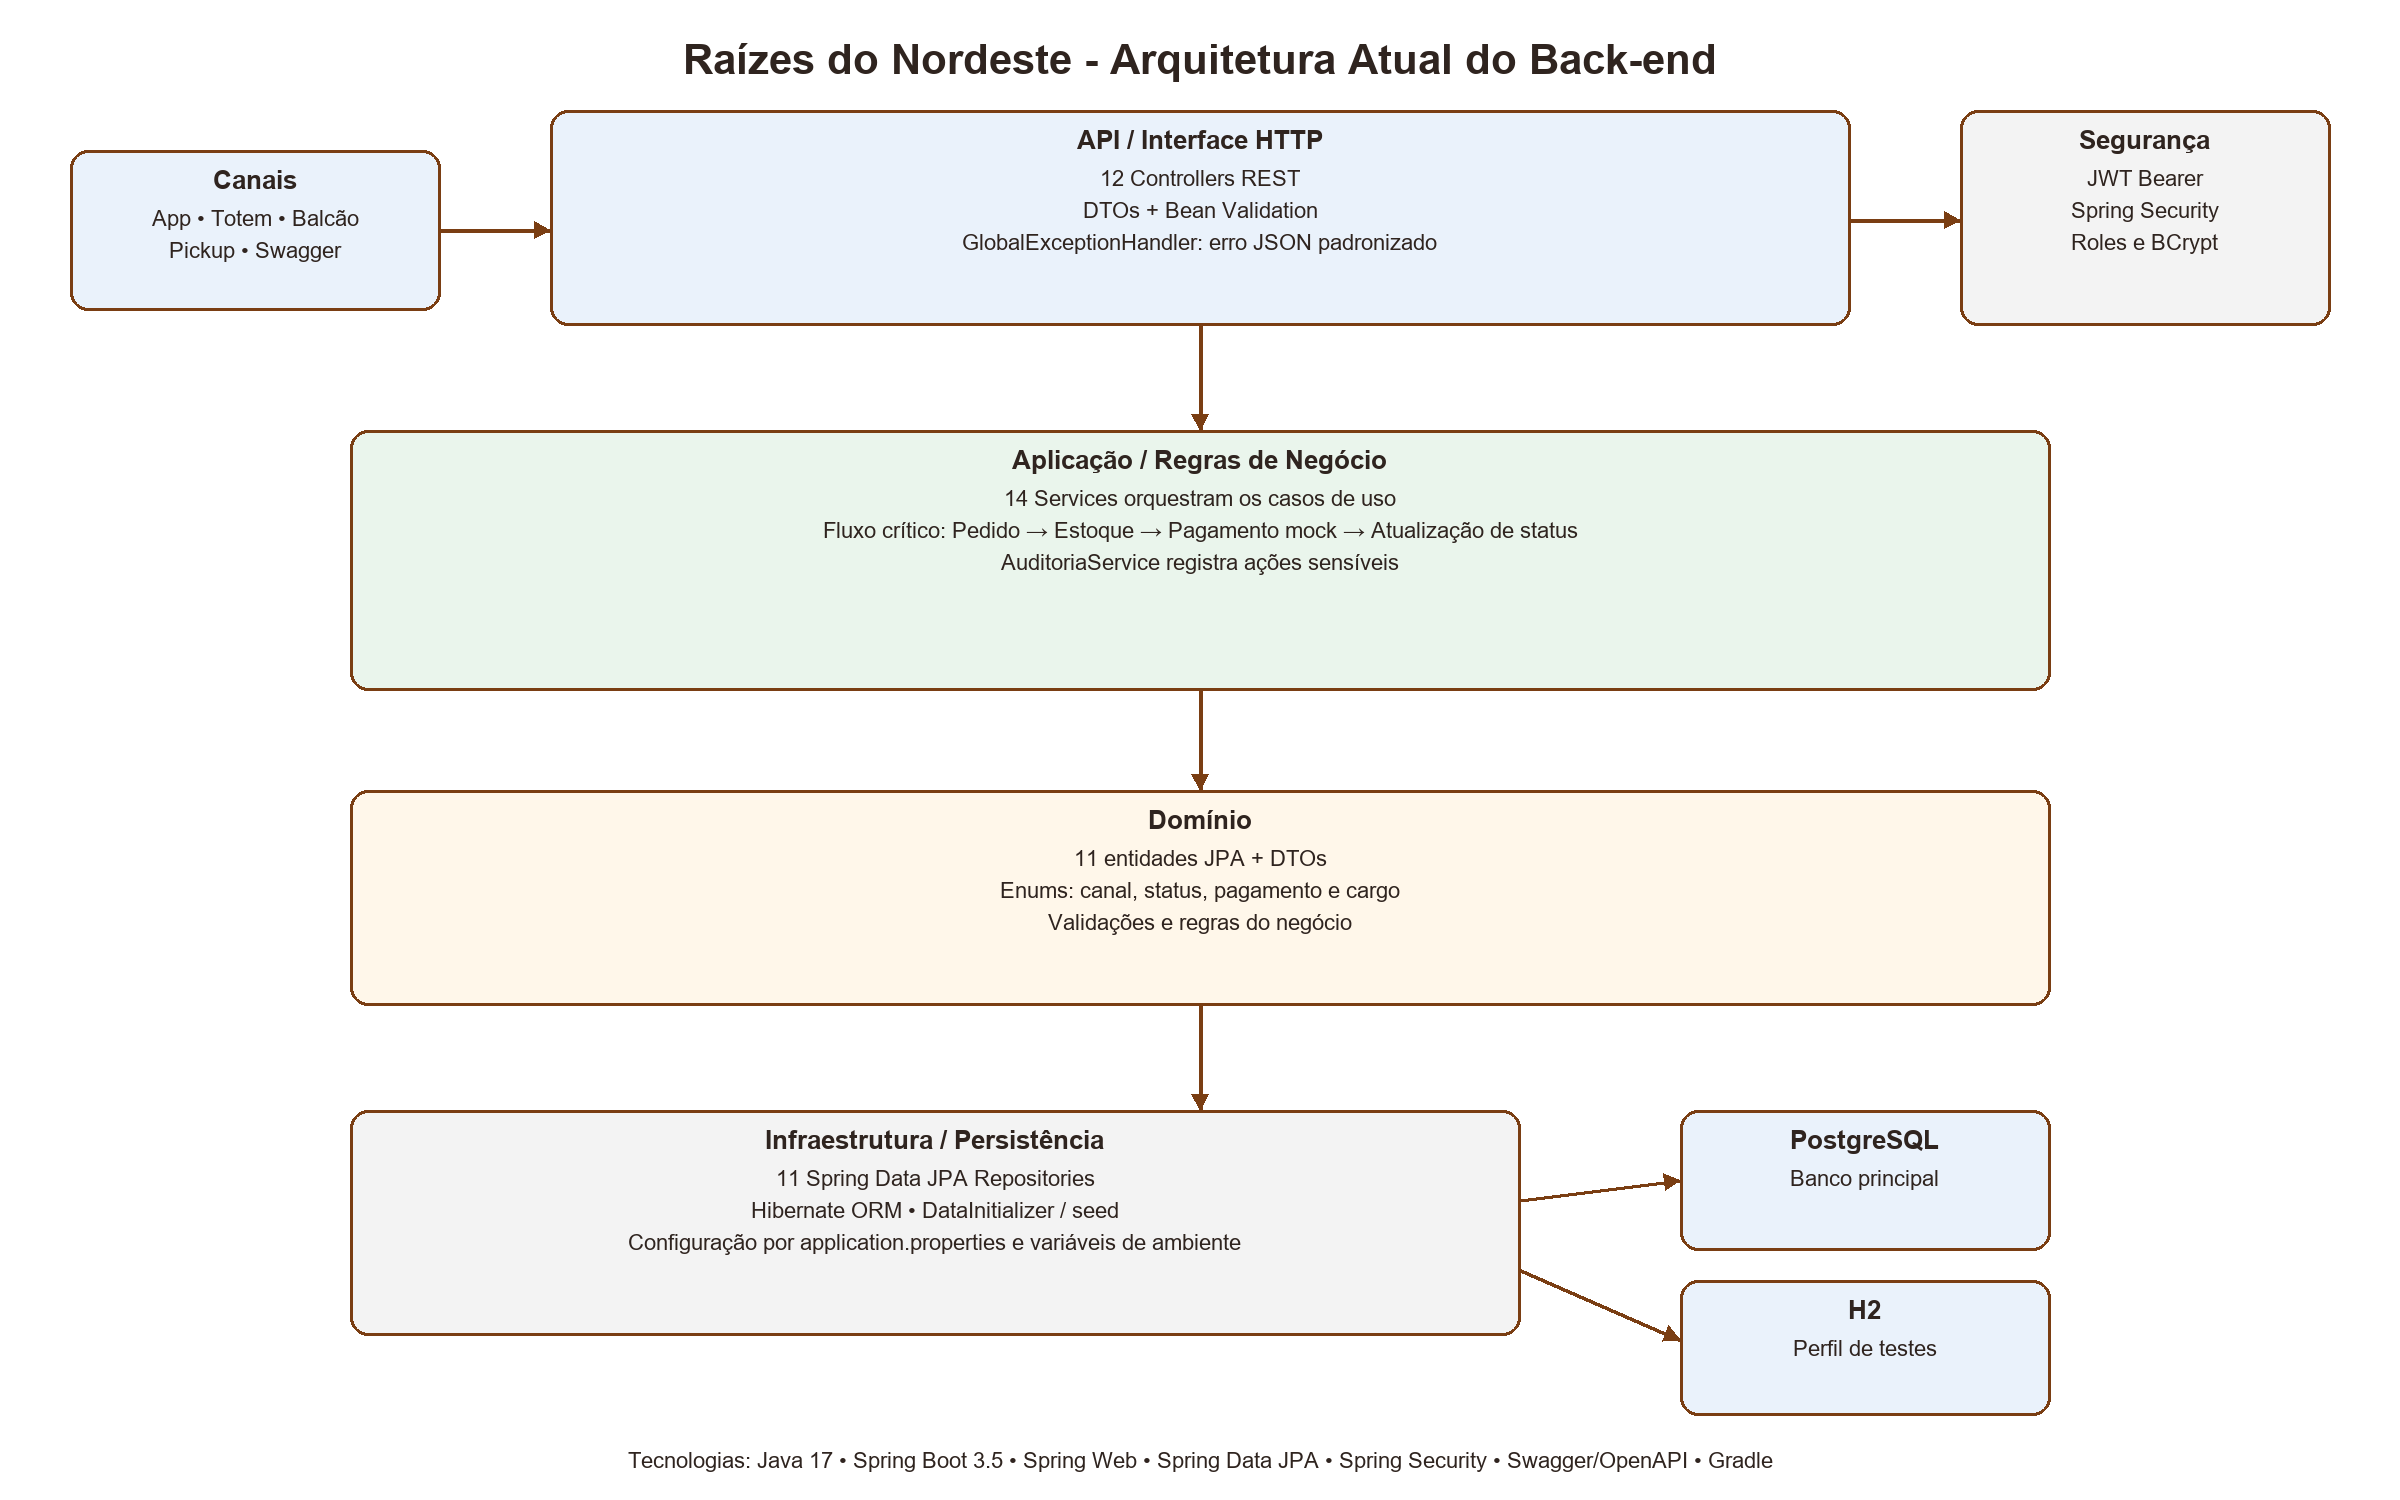 Raízes do Nordeste - Arquitetura Atual do Back-end
Canais
App • Totem • Balcão
Pickup • Swagger
API / Interface HTTP
12 Controllers REST
DTOs + Bean Validation
GlobalExceptionHandler: erro JSON padronizado
Segurança
JWT Bearer
Spring Security
Roles e BCrypt
Aplicação / Regras de Negócio
14 Services orquestram os casos de uso
Fluxo crítico: Pedido → Estoque → Pagamento mock → Atualização de status
AuditoriaService registra ações sensíveis
Domínio
11 entidades JPA + DTOs
Enums: canal, status, pagamento e cargo
Validações e regras do negócio
Infraestrutura / Persistência
11 Spring Data JPA Repositories
Hibernate ORM • DataInitializer / seed
Configuração por application.properties e variáveis de ambiente
PostgreSQL
Banco principal
H2
Perfil de testes
Tecnologias: Java 17 • Spring Boot 3.5 • Spring Web • Spring Data JPA • Spring Security • Swagger/OpenAPI • Gradle